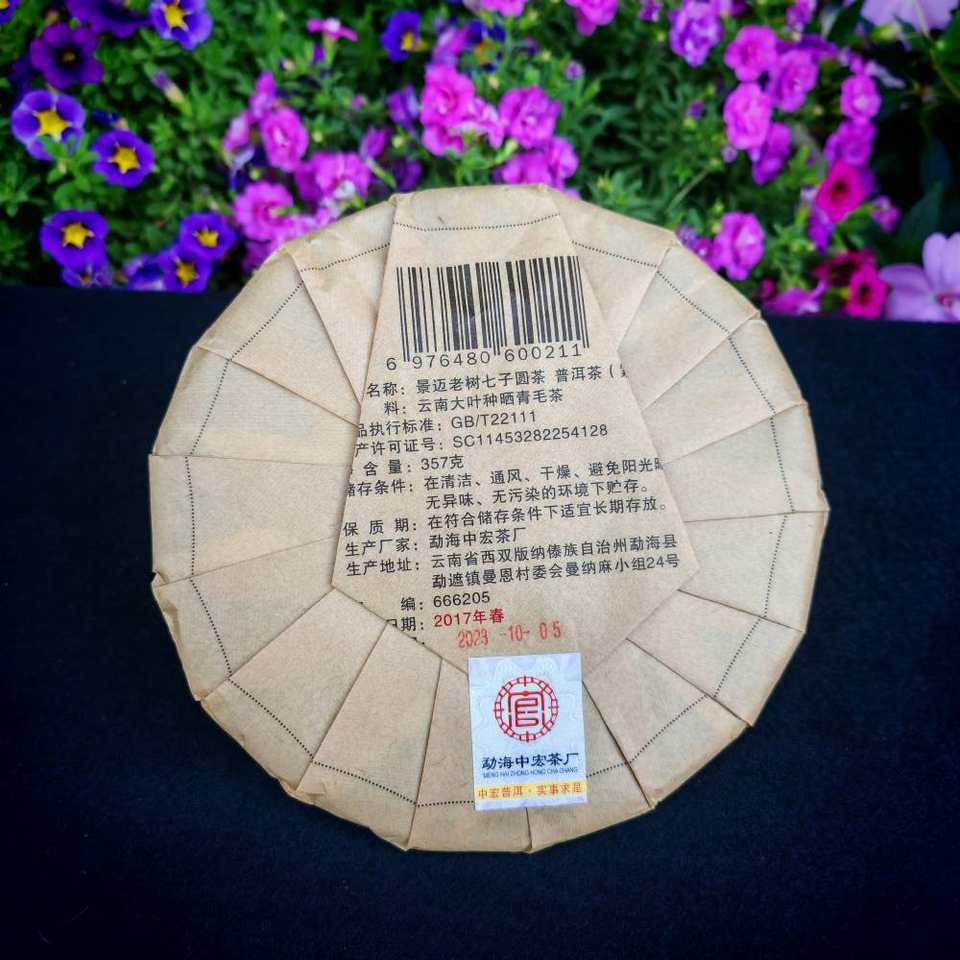 6 976480 600211
名称：景迈老树七子圆茶 普洱茶（
料：云南大叶种晒青毛茶
品执行标准：GB/T22111
产许可证号：SC11453282254128
含量：357克
储存条件：在清洁、通风、干燥、避免阳光
无异味、无污染的环境下贮存。
保 质 期：在符合储存条件下适宜长期存放。
生产厂家：勐海中宏茶厂
生产地址：云南省西双版纳傣族自治州勐海县
勐遮镇曼恩村委会曼纳麻小组24号
编：666205
日期：2017年春
2023 -10- 05
勐海中宏茶厂
MENG HAI ZHONG HONG CHA CHANG
中宏普洱·实事求是